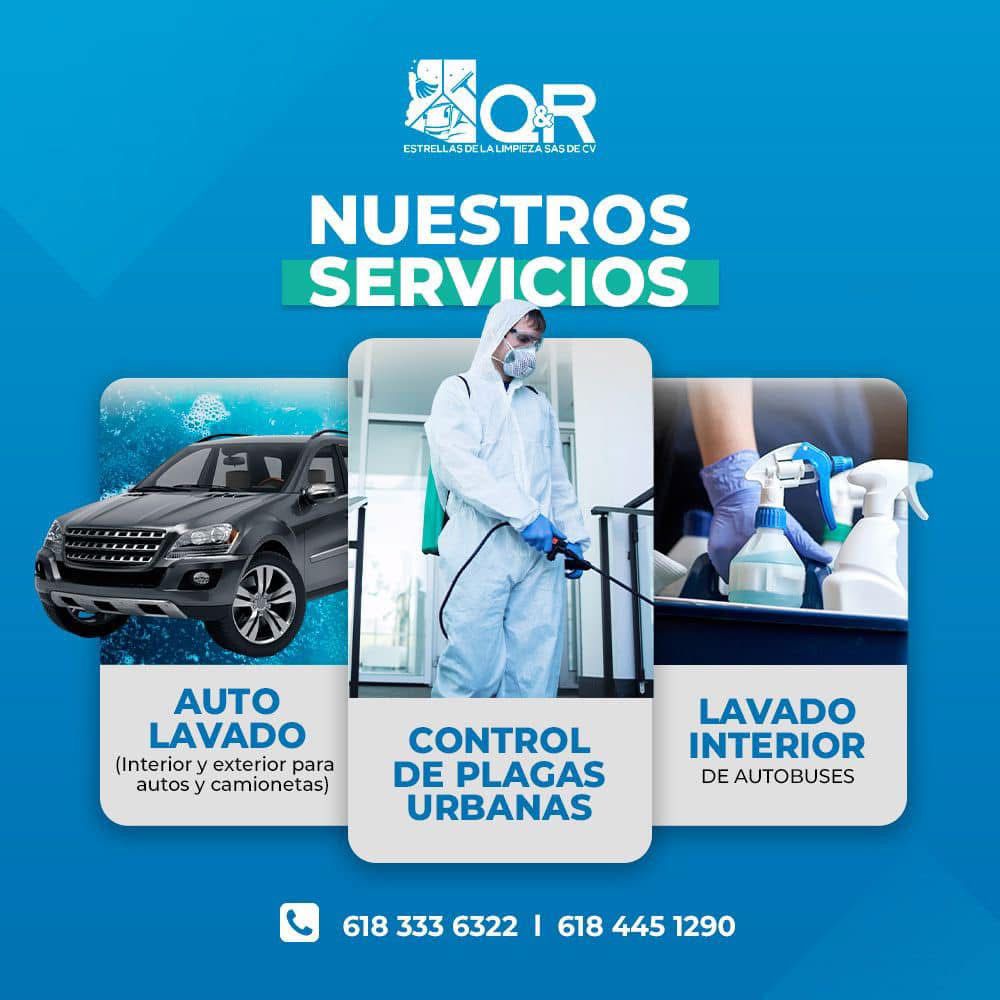 Q&R
ESTRELLAS DE LA LIMPIEZA SAS DE CV
NUESTROS
SERVICIOS
AUTO
LAVADO
(Interior y exterior para
autos y camionetas)
CONTROL
DE PLAGAS
URBANAS
LAVADO
INTERIOR
DE AUTOBUSES
618 333 6322 | 618 445 1290